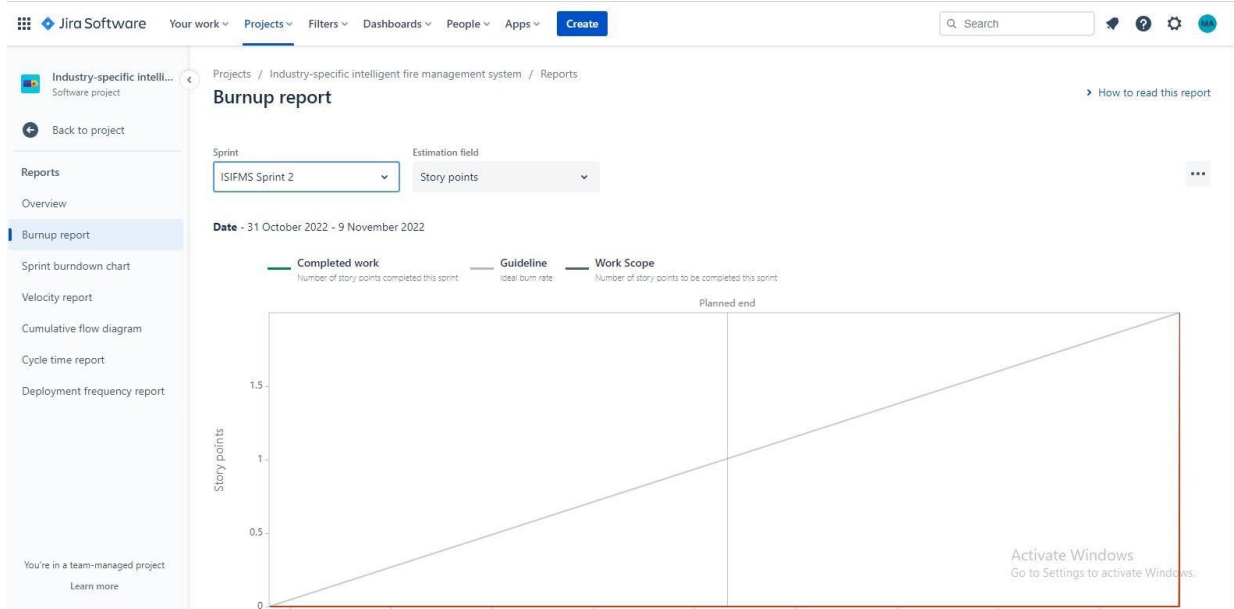 Jira Software Your work Projects Filters Dashboards People Apps Create Search MA
Industry-specific intelli...
Software project
Back to project
Reports
Overview
Burnup report
Sprint burndown chart
Velocity report
Cumulative flow diagram
Cycle time report
Deployment frequency report
You're in a team-managed project
Learn more
Projects / Industry-specific intelligent fire management system / Reports
Burnup report
How to read this report
Sprint Estimation field
ISIFMS Sprint 2 Story points
Date - 31 October 2022 - 9 November 2022
Completed work Guideline Work Scope
Number of story points completed this sprint Ideal burn rate Number of story points to be completed this sprint
Planned end
1.5
1
0.5
0
Story points
Activate Windows
Go to Settings to activate Windows.